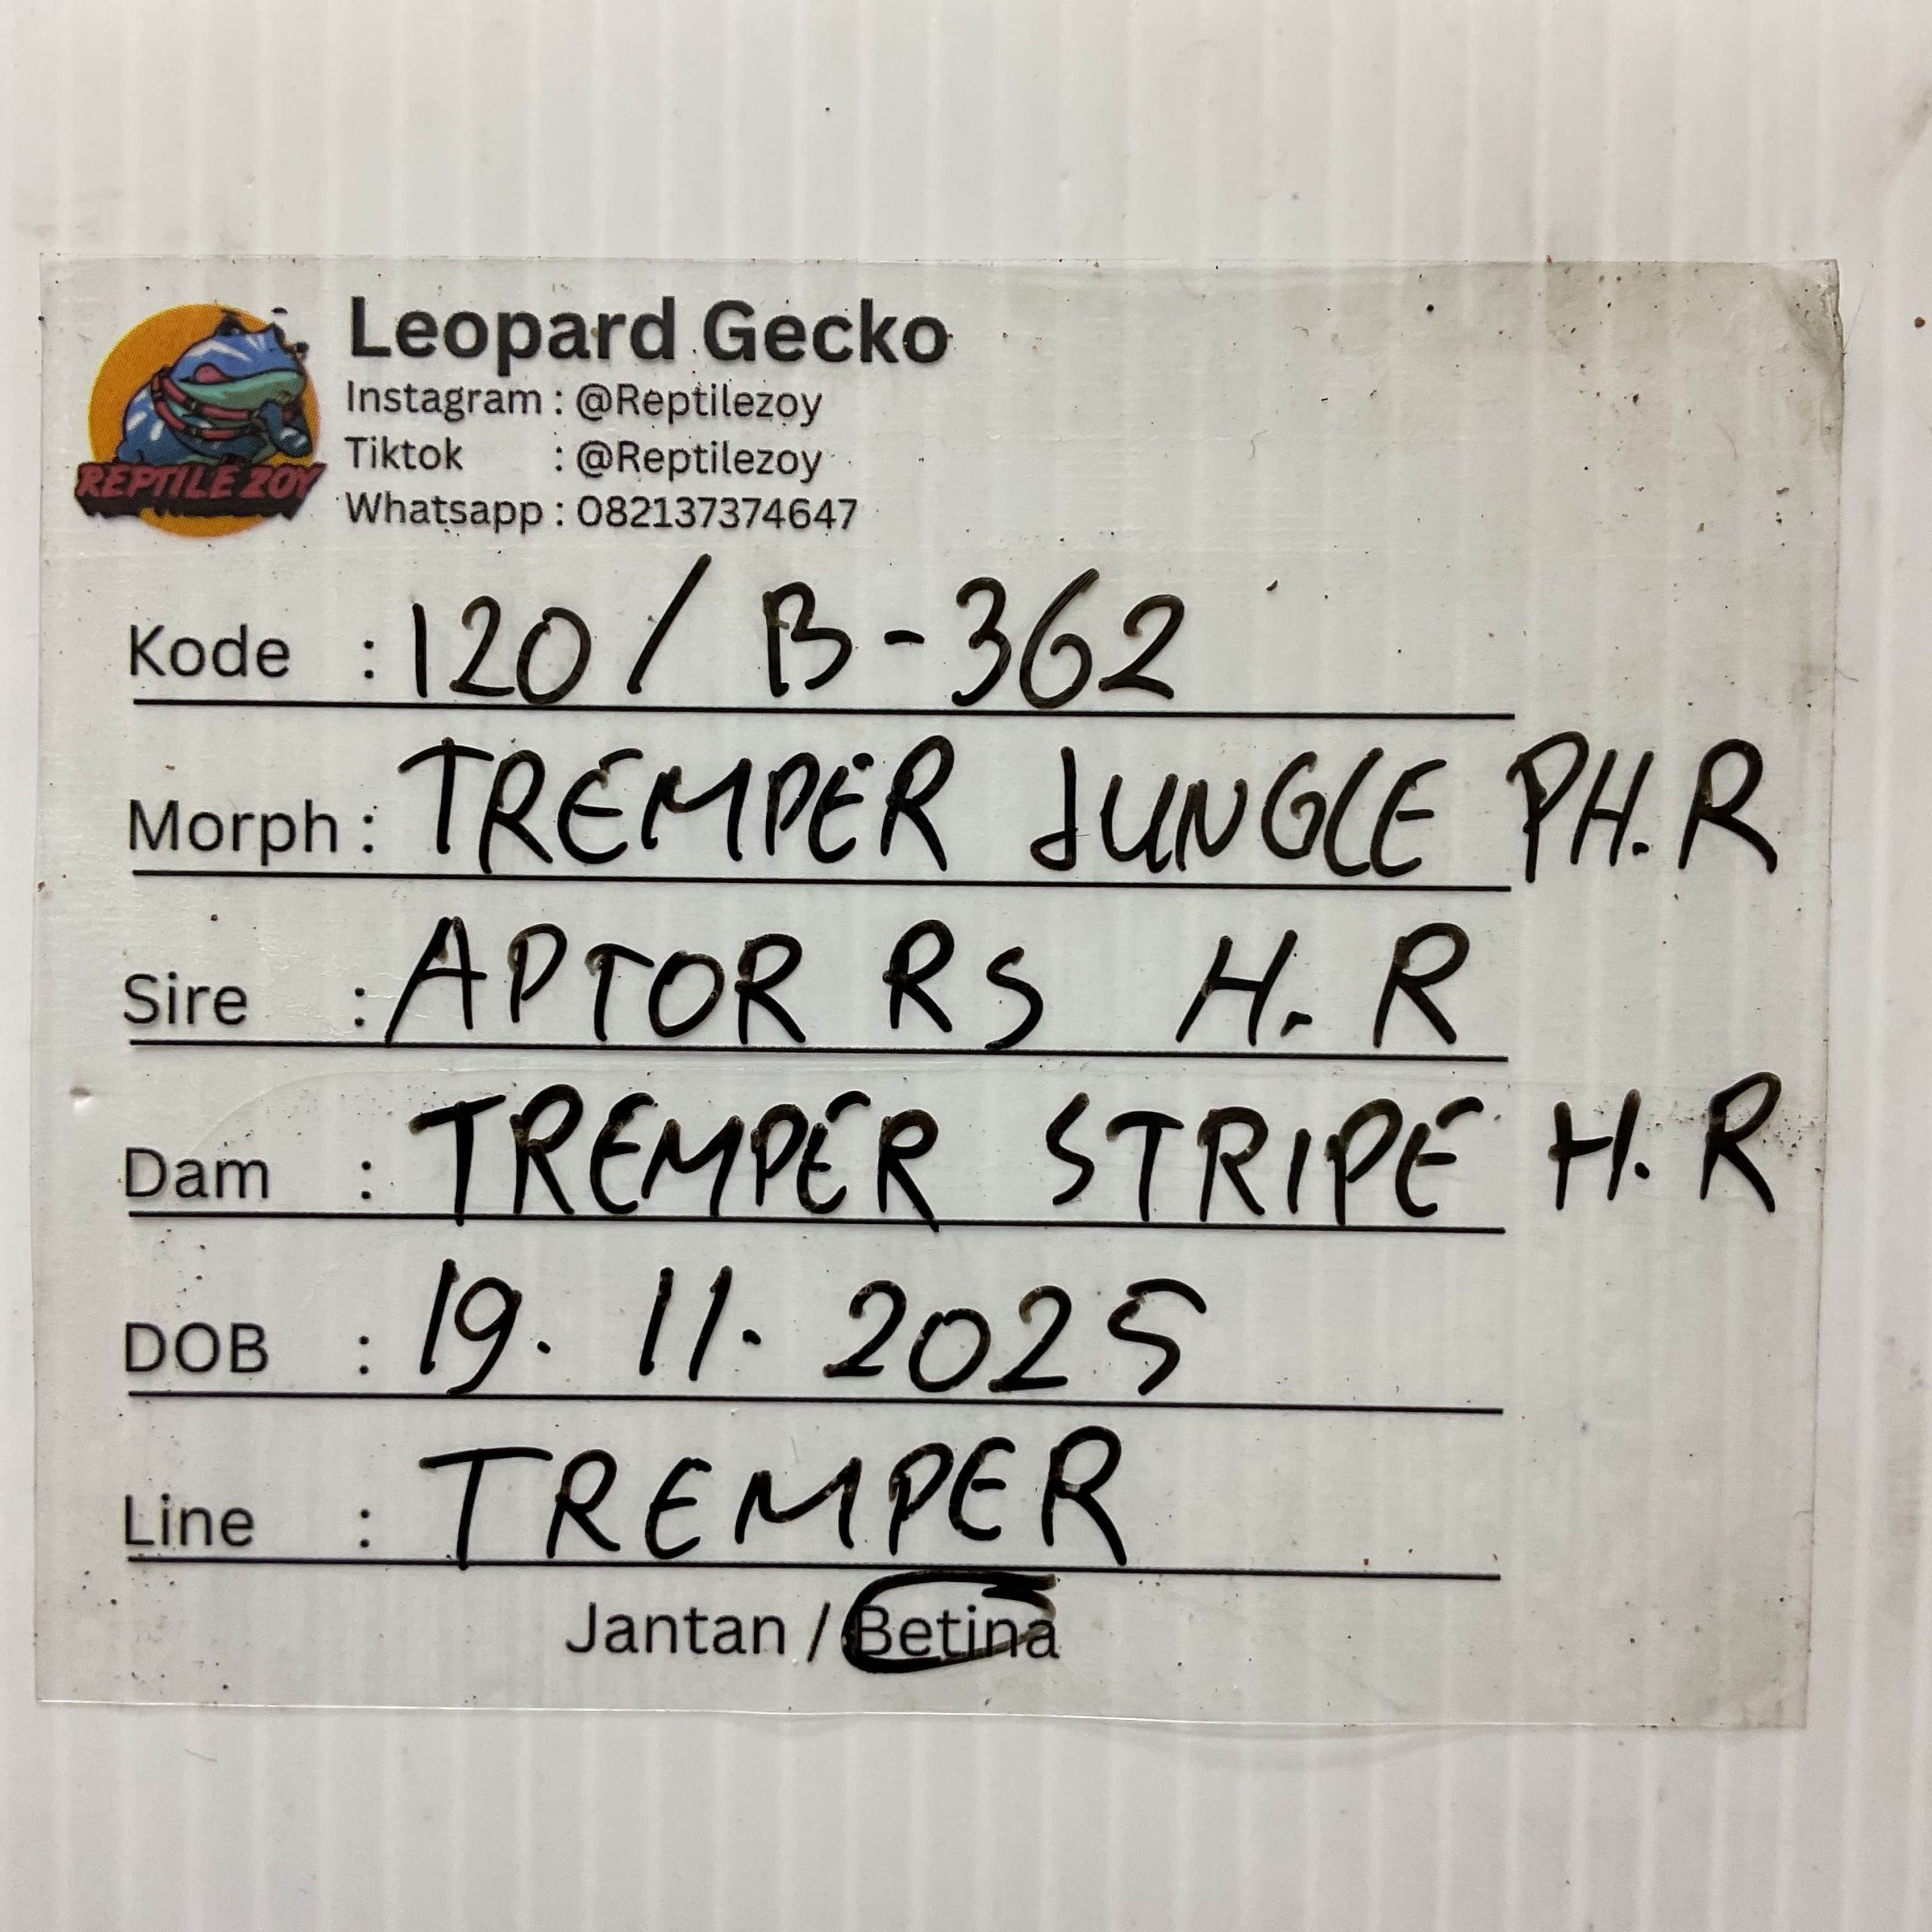 Leopard Gecko
Instagram : @Reptilezoy
Tiktok : @Reptilezoy
Whatsapp : 082137374647
REPTILE ZOY
Kode : 120 / B-362
Morph : TREMPER JUNGLE PH.R
Sire : APTOR RS H.R
Dam : TREMPER STRIPE H.R
DOB : 19.11.2025
Line : TREMPER
Jantan / Betina